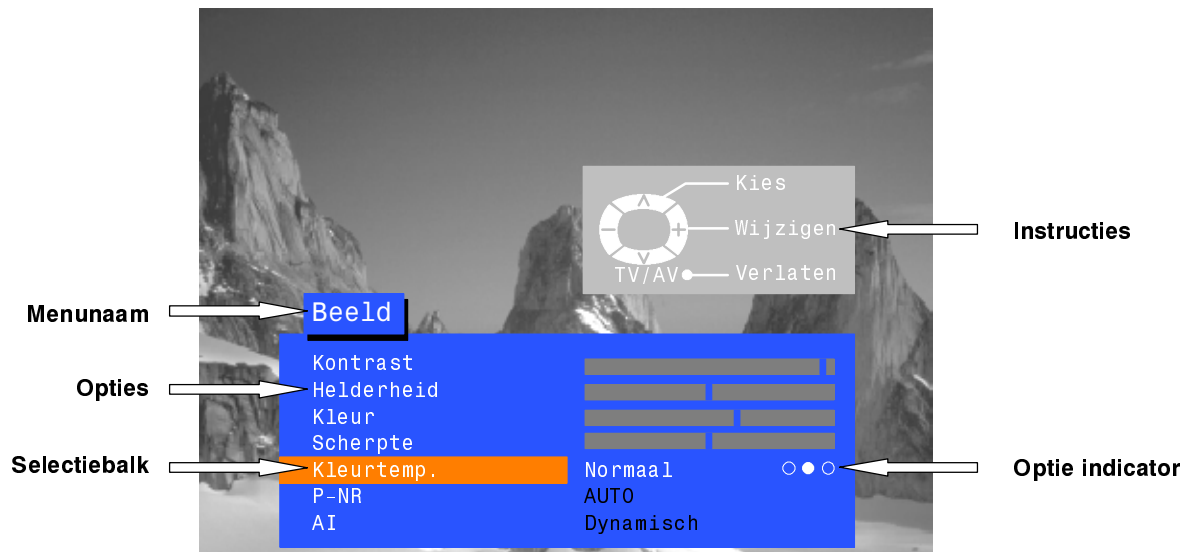 Kies
Wijzigen
Instructies
TV/AV Verlaten
Menunaam
Beeld
Kontrast
Opties
Helderheid
Kleur
Scherpte
Selectiebalk
Kleurtemp. Normaal
Optie indicator
P-NR AUTO
AI Dynamisch